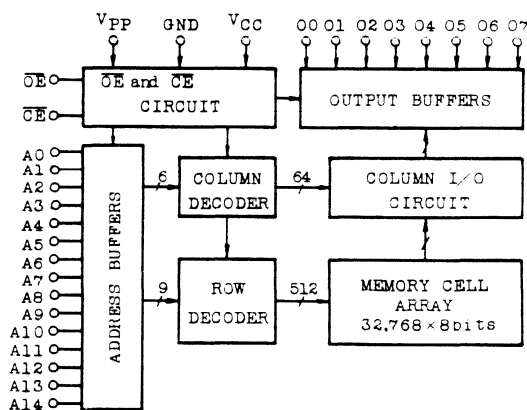 VPP GND VCC O0 O1 O2 O3 O4 O5 O6 O7
OE
CE
OE and CE
CIRCUIT
OUTPUT BUFFERS
A0
A1
A2
A3
A4
A5
A6
A7
A8
A9
A10
A11
A12
A13
A14
ADDRESS BUFFERS
6
COLUMN
DECODER
64
COLUMN I/O
CIRCUIT
9
ROW
DECODER
512
MEMORY CELL
ARRAY
32,768×8bits